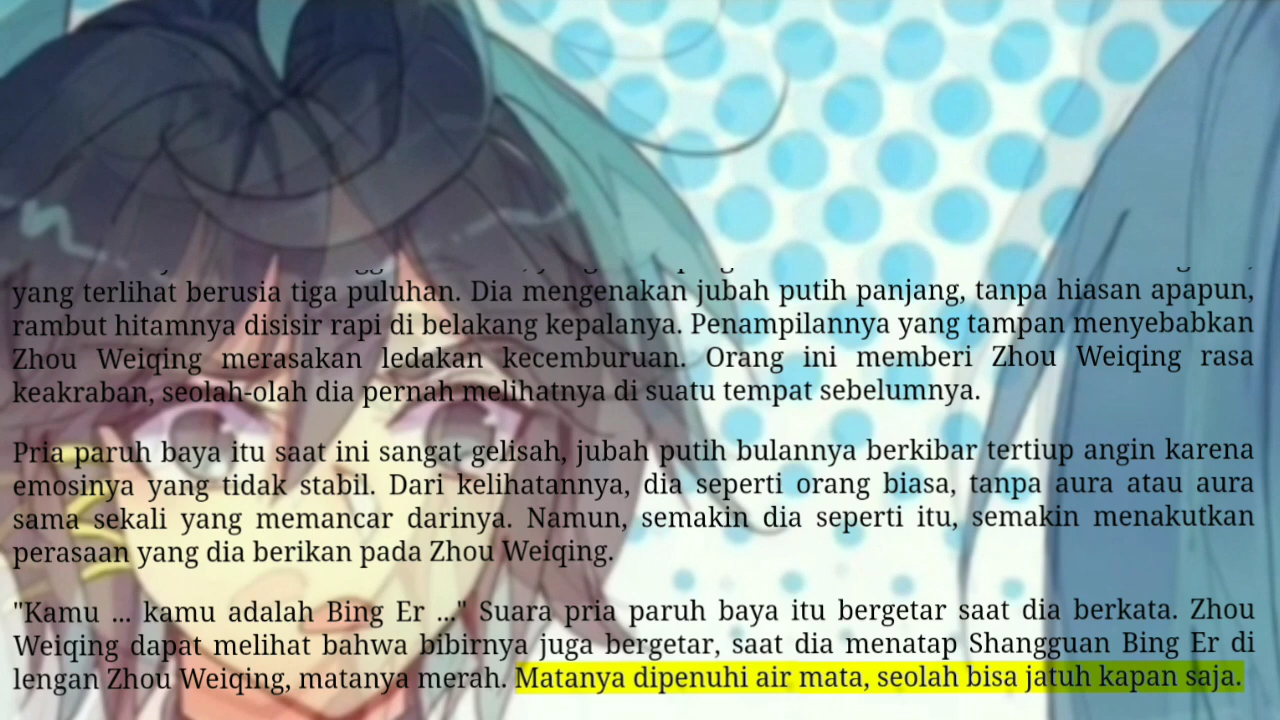 yang terlihat berusia tiga puluhan. Dia mengenakan jubah putih panjang, tanpa hiasan apapun,
rambut hitamnya disisir rapi di belakang kepalanya. Penampilannya yang tampan menyebabkan
Zhou Weiqing merasakan ledakan kecemburuan. Orang ini memberi Zhou Weiqing rasa
keakraban, seolah-olah dia pernah melihatnya di suatu tempat sebelumnya.
Pria paruh baya itu saat ini sangat gelisah, jubah putih bulannya berkibar tertiup angin karena
emosinya yang tidak stabil. Dari kelihatannya, dia seperti orang biasa, tanpa aura atau aura
sama sekali yang memancar darinya. Namun, semakin dia seperti itu, semakin menakutkan
perasaan yang dia berikan pada Zhou Weiqing.
"Kamu ... kamu adalah Bing Er ..." Suara pria paruh baya itu bergetar saat dia berkata. Zhou
Weiqing dapat melihat bahwa bibirnya juga bergetar, saat dia menatap Shangguan Bing Er di
lengan Zhou Weiqing, matanya merah. Matanya dipenuhi air mata, seolah bisa jatuh kapan saja.